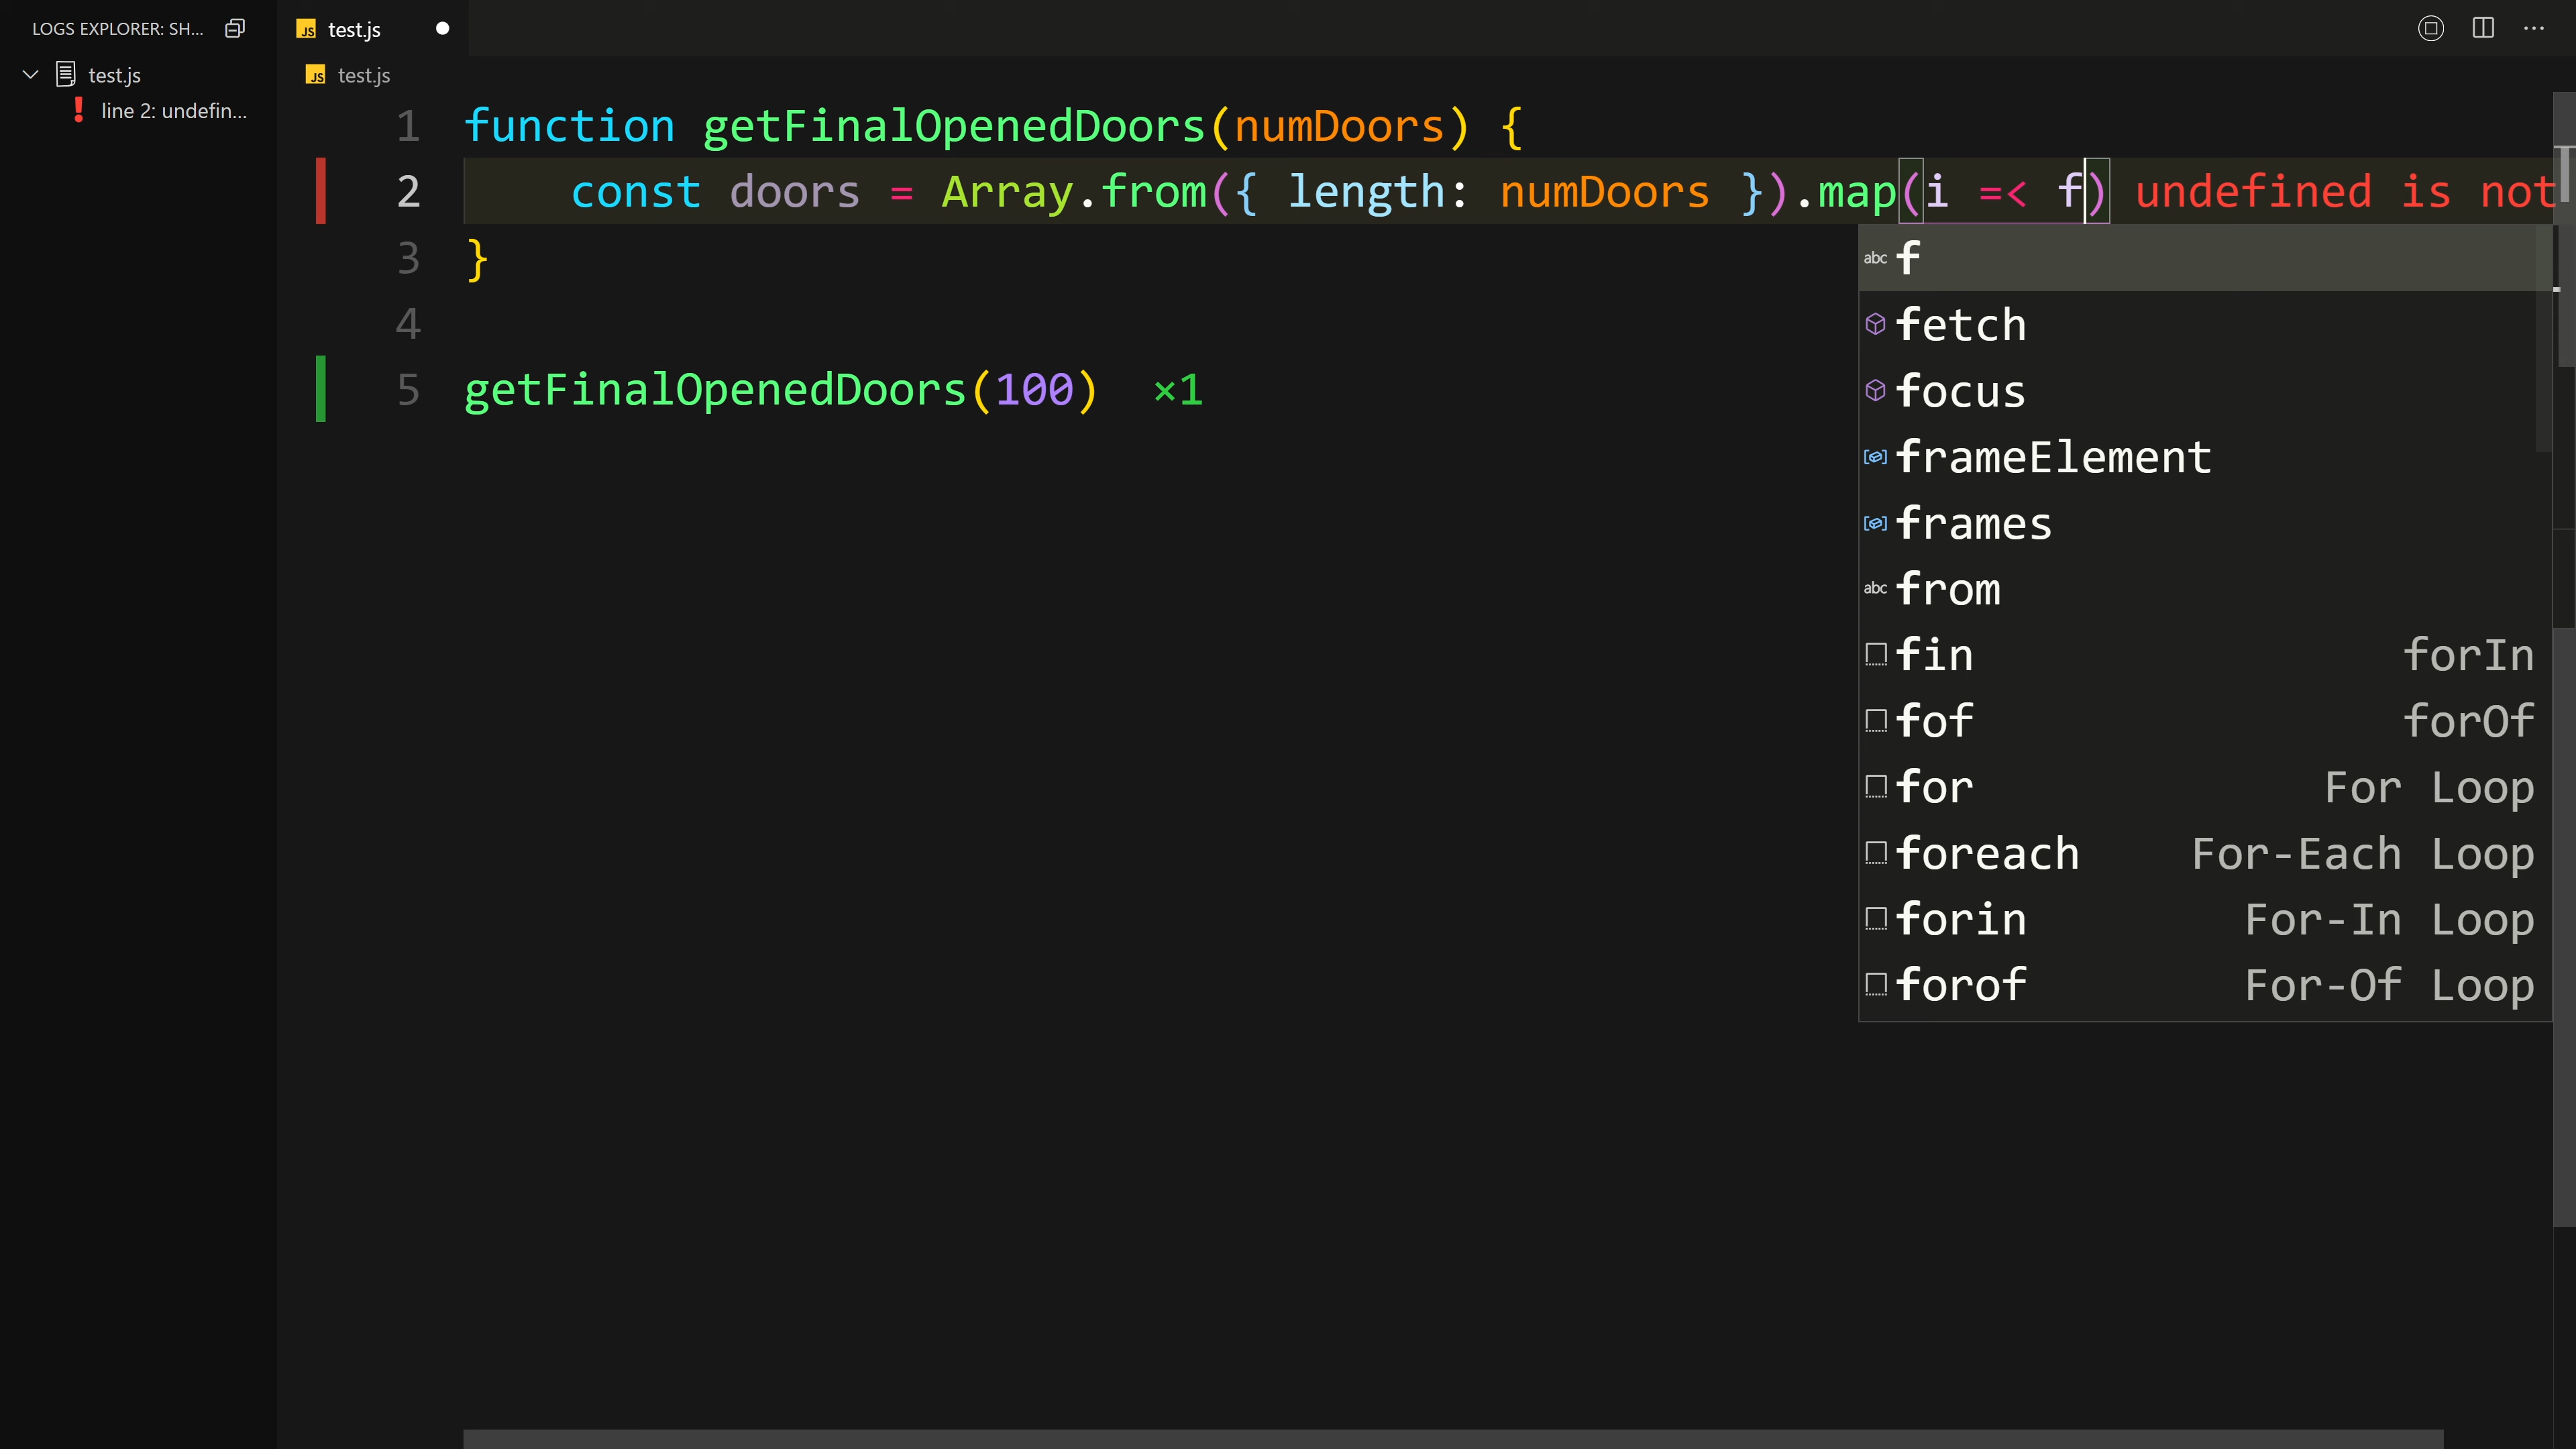 LOGS EXPLORER: SH...
test.js
line 2: undefin...
JS test.js
JS test.js
1 function getFinalOpenedDoors(numDoors) {
2 const doors = Array.from({ length: numDoors }).map(i =< f) undefined is not
3 }
4
5 getFinalOpenedDoors(100) ×1
abc f
fetch
focus
frameElement
frames
abc from
fin forIn
fof forOf
for For Loop
foreach For-Each Loop
forin For-In Loop
forof For-Of Loop